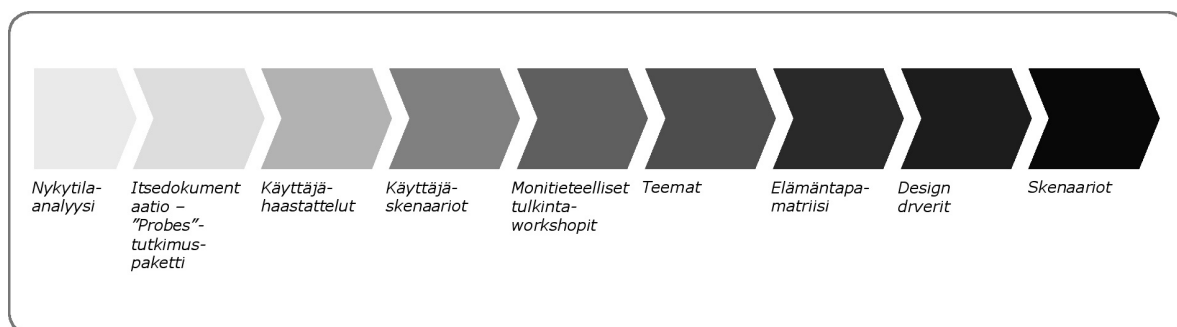 Nykytila-
analyysi
Itsedokument
aatio –
”Probes”-
tutkimus-
paketti
Käyttäjä-
haastattelut
Käyttäjä-
skenaariot
Monitieteelliset
tulkinta-
workshopit
Teemat
Elämäntapa-
matriisi
Design
drverit
Skenaariot